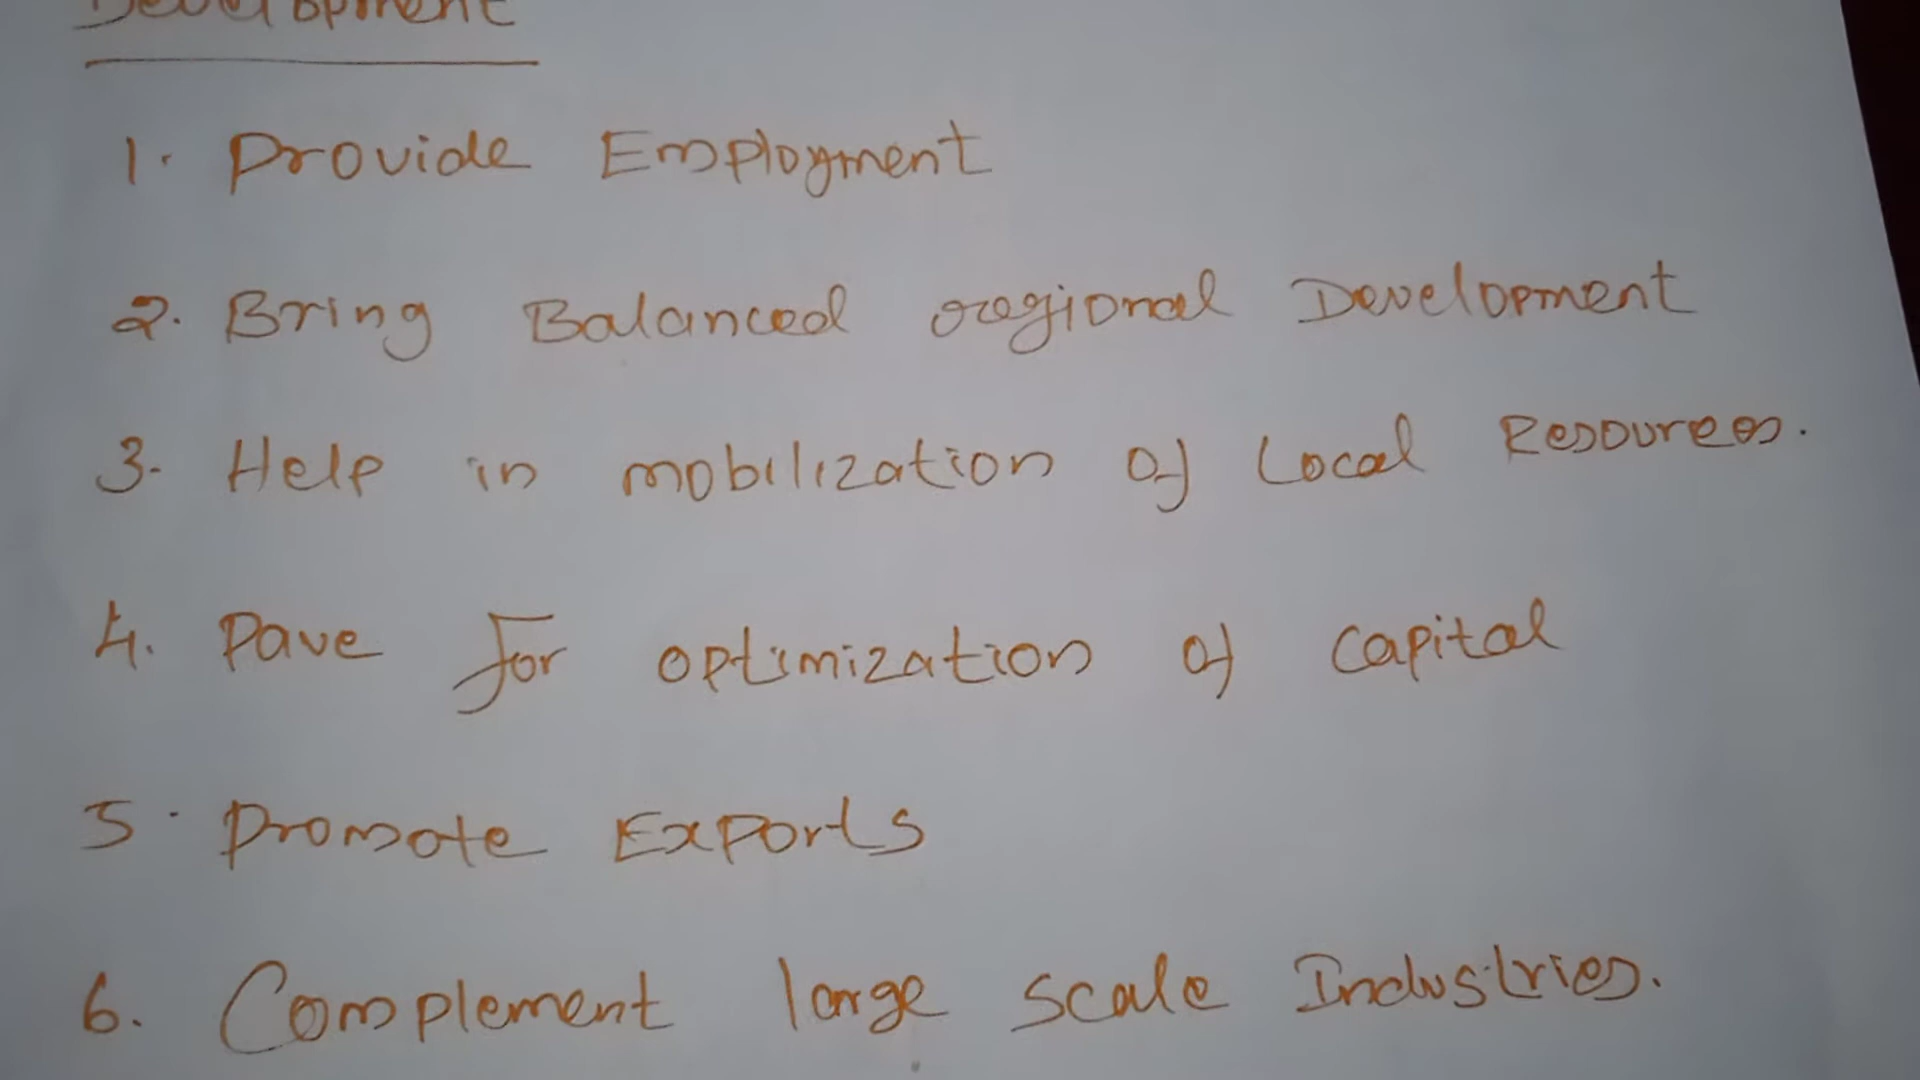 Development
1. Provide Employment
2. Bring Balanced regional Development
3. Help in mobilization of Local Resources.
4. Pave for optimization of capital
5. Promote Exports
6. Complement large scale Industries.